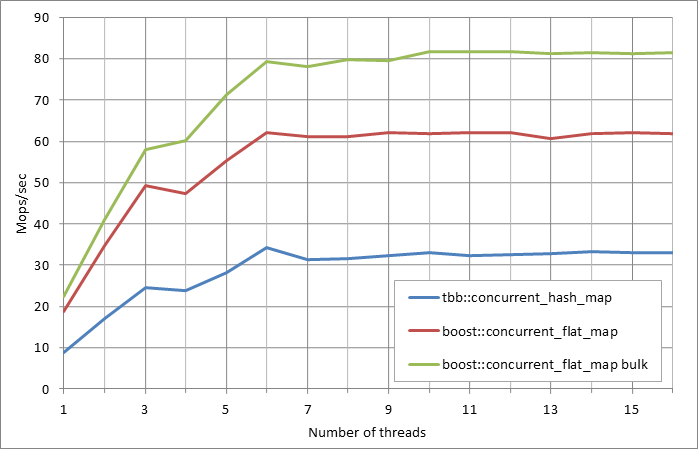 90
80
70
60
50
40
30
20
10
0
Mops/sec
tbb::concurrent_hash_map
boost::concurrent_flat_map
boost::concurrent_flat_map bulk
1 3 5 7 9 11 13 15
Number of threads